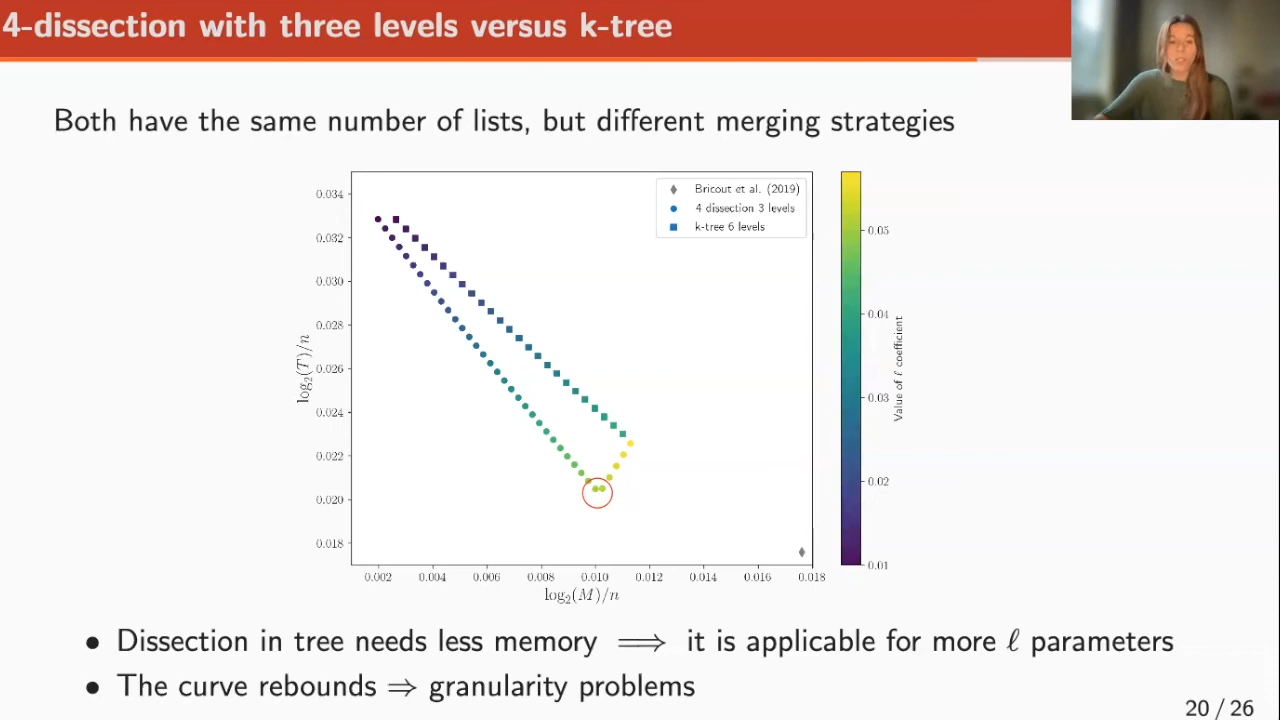 4-dissection with three levels versus k-tree
Both have the same number of lists, but different merging strategies
0.034
0.032
0.030
0.028
0.026
0.024
0.022
0.020
0.018
log₂(T)/n
0.002 0.004 0.006 0.008 0.010 0.012 0.014 0.016 0.018
log₂(M)/n
Bricout et al. (2019)
4 dissection 3 levels
k-tree 6 levels
0.05
0.04
0.03
0.02
0.01
Value of ℓ coefficient
• Dissection in tree needs less memory ⟹ it is applicable for more ℓ parameters
• The curve rebounds ⇒ granularity problems
20 / 26